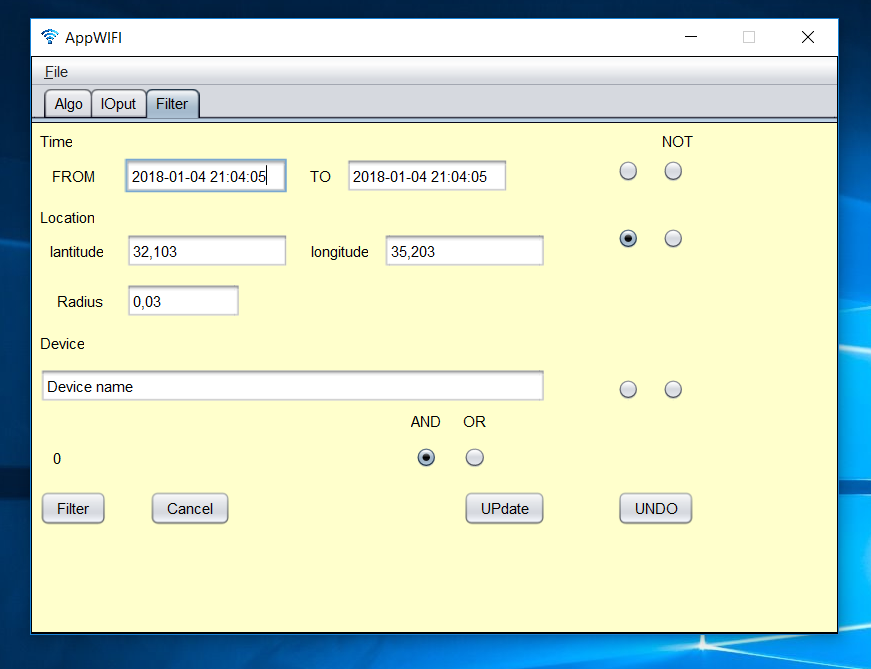 AppWIFI
File
Algo IOput Filter
Time NOT
FROM 2018-01-04 21:04:05 TO 2018-01-04 21:04:05
Location
lantitude 32,103 longitude 35,203
Radius 0,03
Device
Device name
AND OR
0
Filter Cancel UPdate UNDO